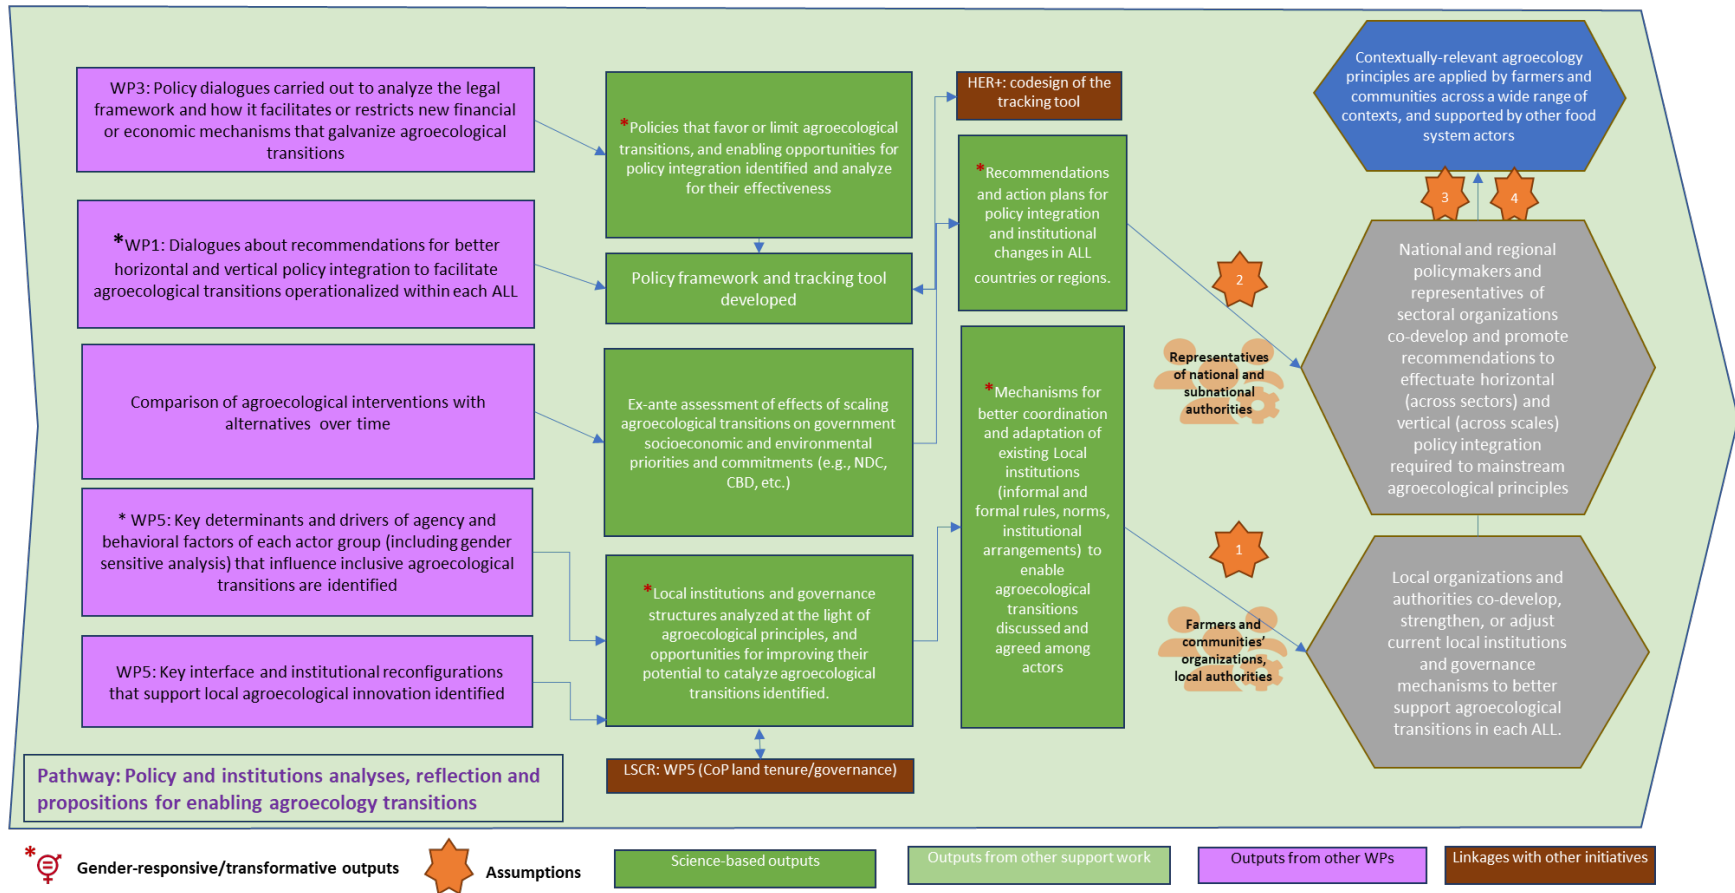 WP3: Policy dialogues carried out to analyze the legal
framework and how it facilitates or restricts new financial
or economic mechanisms that galvanize agroecological
transitions
*WP1: Dialogues about recommendations for better
horizontal and vertical policy integration to facilitate
agroecological transitions operationalized within each ALL
Comparison of agroecological interventions with
alternatives over time
* WP5: Key determinants and drivers of agency and
behavioral factors of each actor group (including gender
sensitive analysis) that influence inclusive agroecological
transitions are identified
WP5: Key interface and institutional reconfigurations
that support local agroecological innovation identified
Pathway: Policy and institutions analyses, reflection and
propositions for enabling agroecology transitions
*Policies that favor or limit agroecological
transitions, and enabling opportunities for
policy integration identified and analyze
for their effectiveness
Policy framework and tracking tool
developed
Ex-ante assessment of effects of scaling
agroecological transitions on government
socioeconomic and environmental
priorities and commitments (e.g., NDC,
CBD, etc.)
*Local institutions and governance
structures analyzed at the light of
agroecological principles, and
opportunities for improving their
potential to catalyze agroecological
transitions identified.
LSCR: WP5 (CoP land tenure/governance)
HER+: codesign of the
tracking tool
*Recommendations
and action plans for
policy integration
and institutional
changes in ALL
countries or regions.
*Mechanisms for
better coordination
and adaptation of
existing Local
institutions
(informal and
formal rules, norms,
institutional
arrangements) to
enable
agroecological
transitions
discussed and
agreed among
actors
2
Representatives
of national and
subnational
authorities
1
Farmers and
communities’
organizations,
local authorities
Contextually-relevant agroecology
principles are applied by farmers and
communities across a wide range of
contexts, and supported by other food
system actors
3
4
National and regional
policymakers and
representatives of
sectoral organizations
co-develop and promote
recommendations to
effectuate horizontal
(across sectors) and
vertical (across scales)
policy integration
required to mainstream
agroecological principles
Local organizations and
authorities co-develop,
strengthen, or adjust
current local institutions
and governance
mechanisms to better
support agroecological
transitions in each ALL.
* Gender-responsive/transformative outputs
Assumptions
Science-based outputs
Outputs from other support work
Outputs from other WPs
Linkages with other initiatives